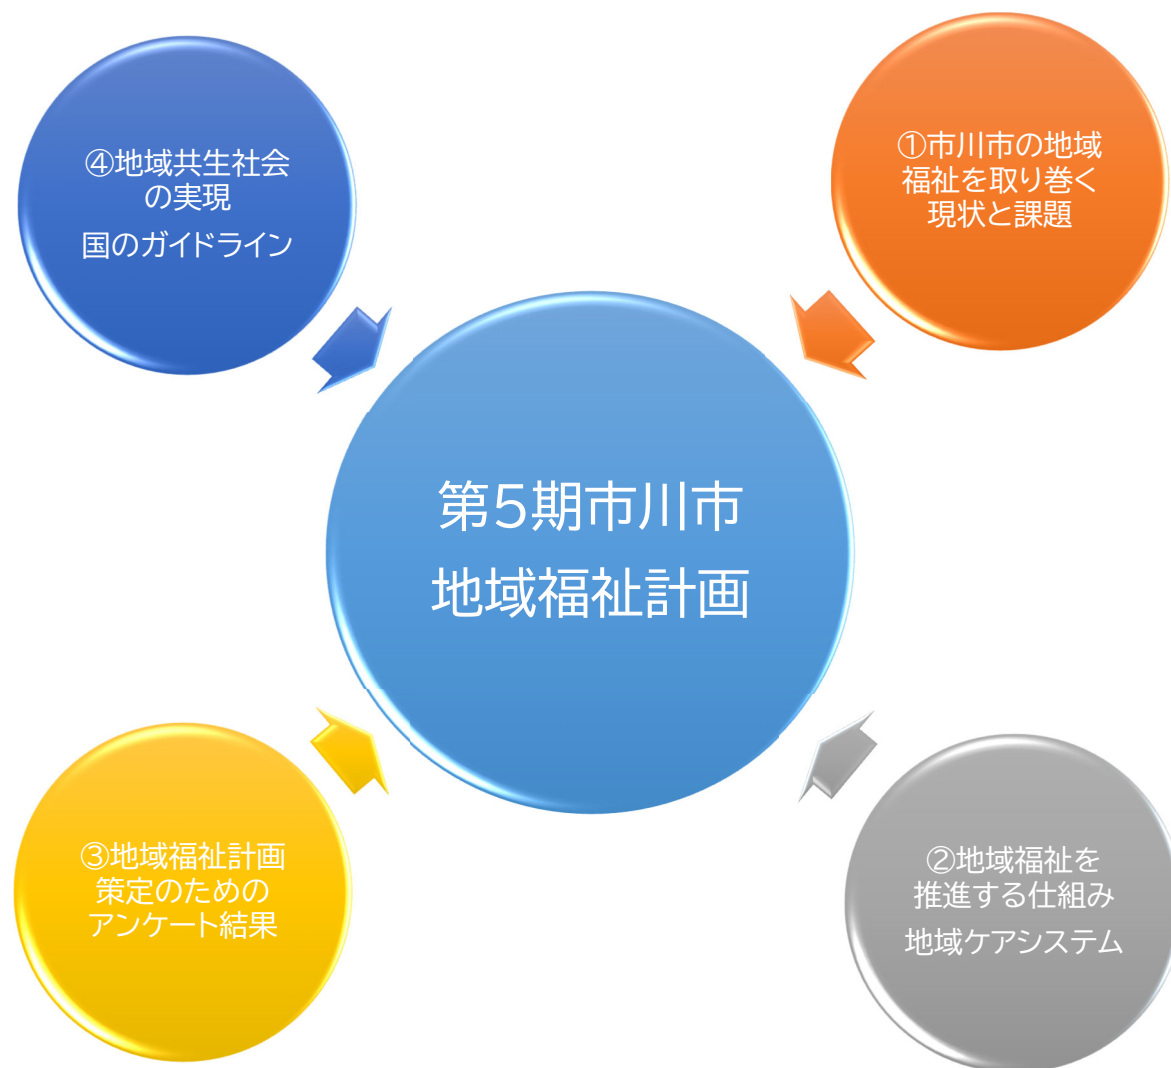 ④地域共生社会
の実現
国のガイドライン
①市川市の地域
福祉を取り巻く
現状と課題
第5期市川市
地域福祉計画
③地域福祉計画
策定のための
アンケート結果
②地域福祉を
推進する仕組み
地域ケアシステム